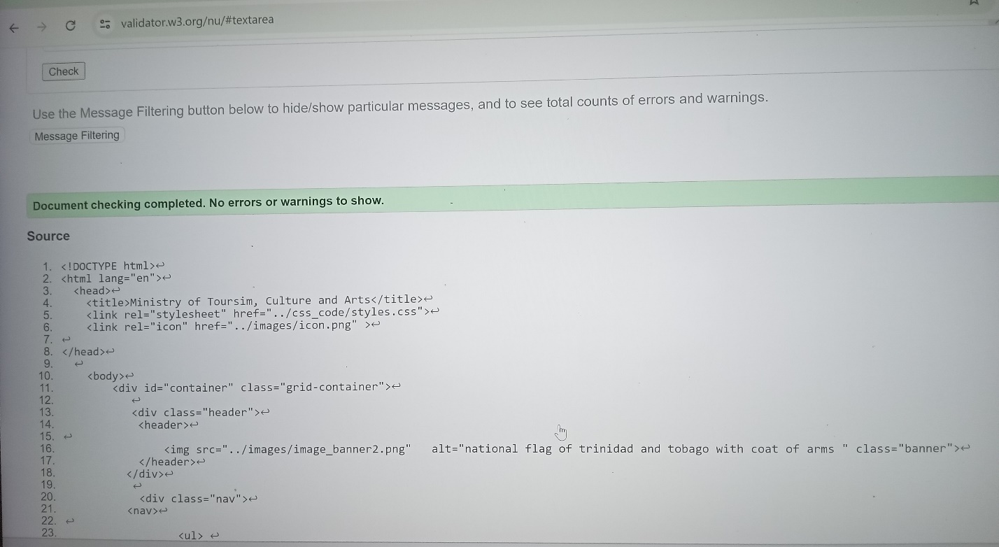 validator.w3.org/nu/#textarea
Check
Use the Message Filtering button below to hide/show particular messages, and to see total counts of errors and warnings.
Message Filtering
Document checking completed. No errors or warnings to show.
Source
1. <!DOCTYPE html>↩
2. <html lang="en">↩
3. <head>↩
4. <title>Ministry of Toursim, Culture and Arts</title>↩
5. <link rel="stylesheet" href="../css_code/styles.css">↩
6. <link rel="icon" href="../images/icon.png" >↩
7. ↩
8. </head>↩
9. ↩
10. <body>↩
11. <div id="container" class="grid-container">↩
12. ↩
13. <div class="header">↩
14. <header>↩
15. ↩
16. <img src="../images/image_banner2.png" alt="national flag of trinidad and tobago with coat of arms " class="banner">↩
17. </header>↩
18. </div>↩
19. ↩
20. <div class="nav">↩
21. <nav>↩
22. ↩
23. <ul> ↩